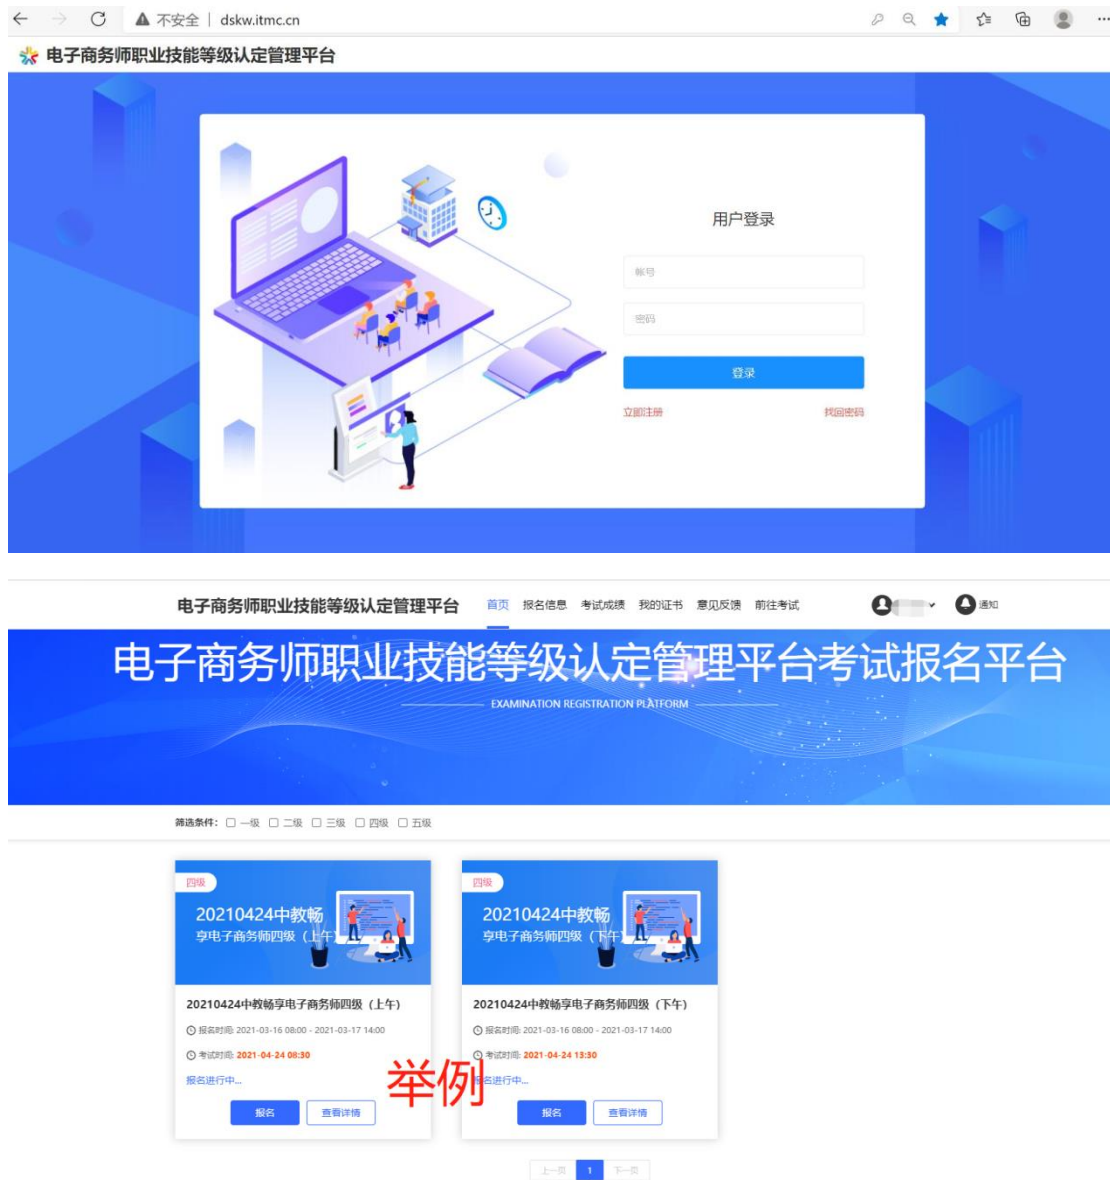 不安全 | dskw.itmc.cn
电子商务师职业技能等级认定管理平台
用户登录
帐号
密码
登录
立即注册 找回密码
电子商务师职业技能等级认定管理平台 首页 报名信息 考试成绩 我的证书 意见反馈 前往考试 通知
电子商务师职业技能等级认定管理平台考试报名平台
EXAMINATION REGISTRATION PLATFORM
筛选条件: 一级 二级 三级 四级 五级
四级
20210424中教畅
享电子商务师四级（上午）
20210424中教畅享电子商务师四级（上午）
报名时间: 2021-03-16 08:00 - 2021-03-17 14:00
考试时间: 2021-04-24 08:30
报名进行中...
报名 查看详情
四级
20210424中教畅
享电子商务师四级（下午）
20210424中教畅享电子商务师四级（下午）
报名时间: 2021-03-16 08:00 - 2021-03-17 14:00
考试时间: 2021-04-24 13:30
报名进行中...
报名 查看详情
举例
上一页 1 下一页